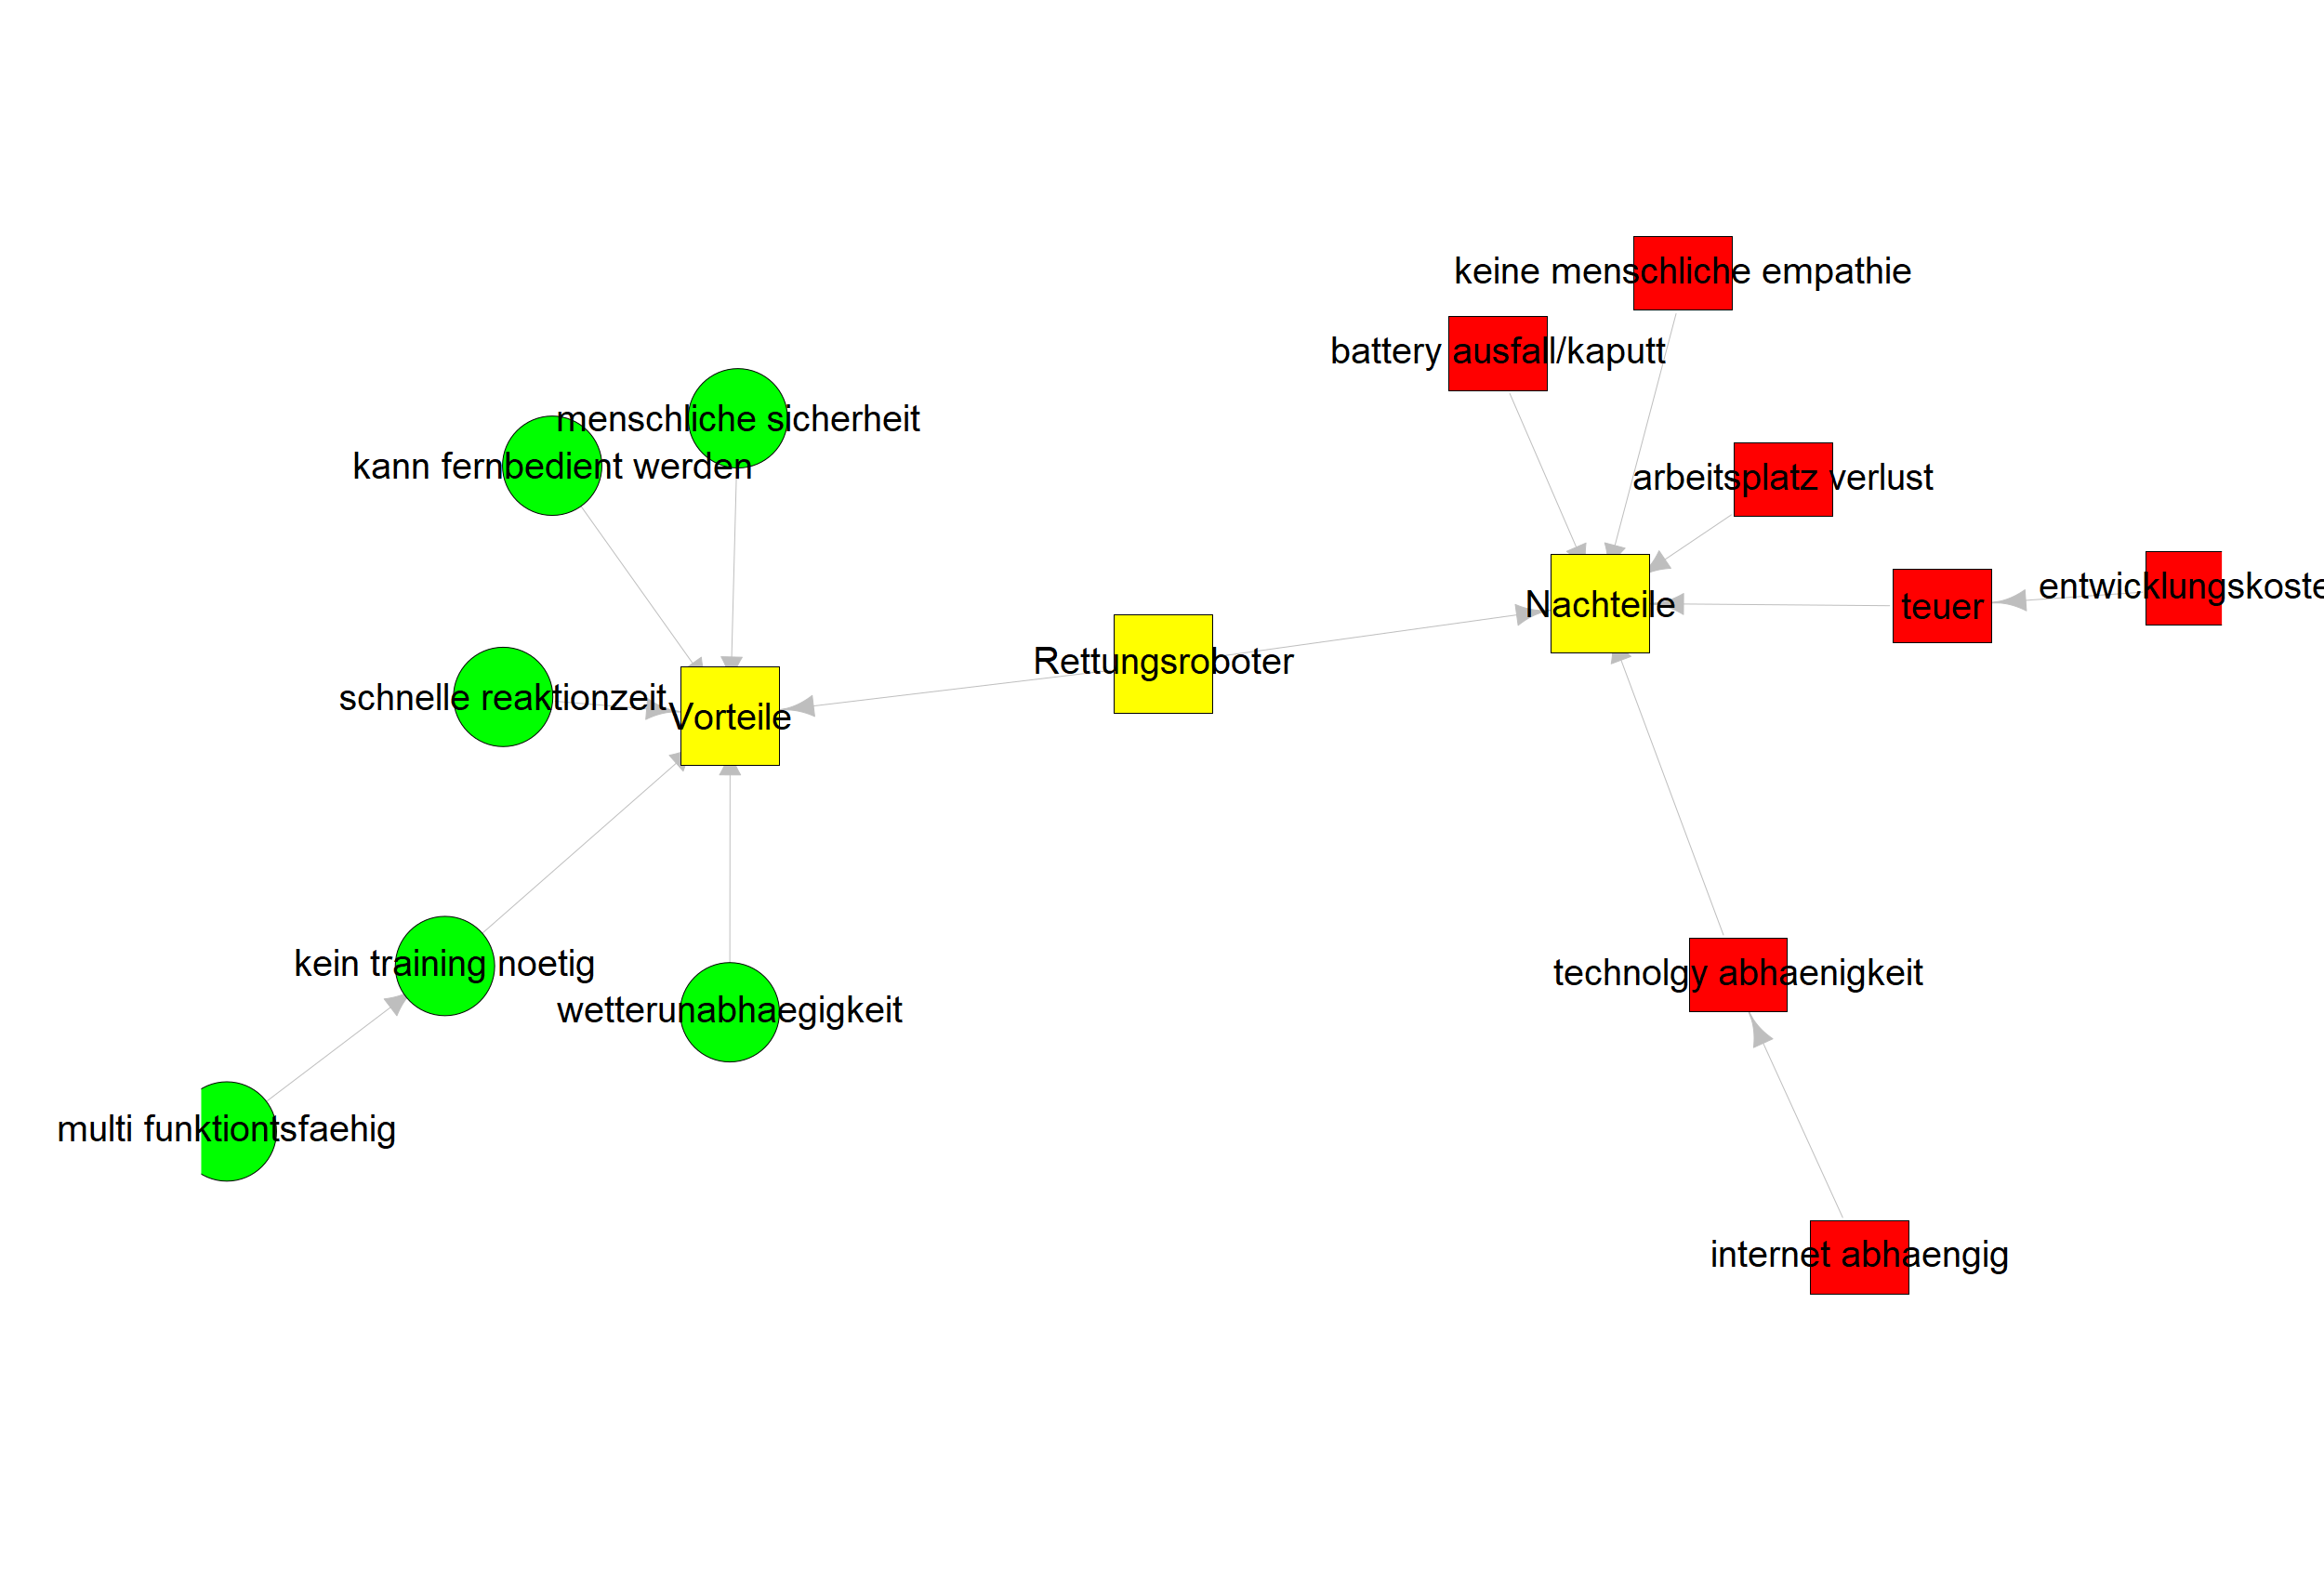 keine menschliche empathie
battery ausfall/kaputt
menschliche sicherheit
kann fernbedient werden
arbeitsplatz verlust
entwicklungskoste
Nachteile
teuer
Rettungsroboter
schnelle reaktionzeit
Vorteile
kein training noetig
technolgy abhaenigkeit
wetterunabhaegigkeit
multi funktiontsfaehig
internet abhaengig